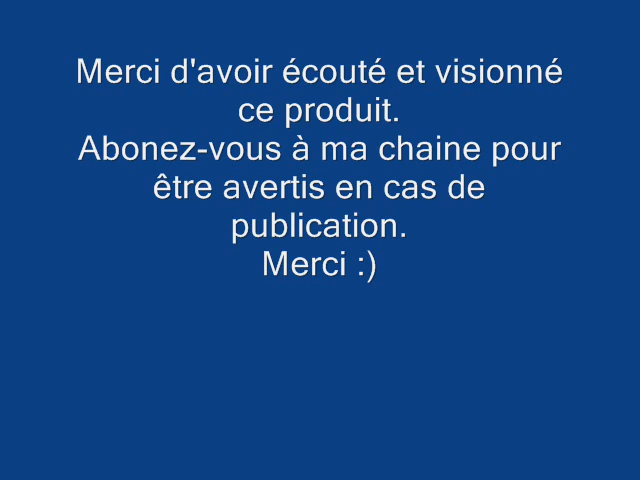 Merci d'avoir écouté et visionné
ce produit.
Abonez-vous à ma chaine pour
être avertis en cas de
publication.
Merci :)